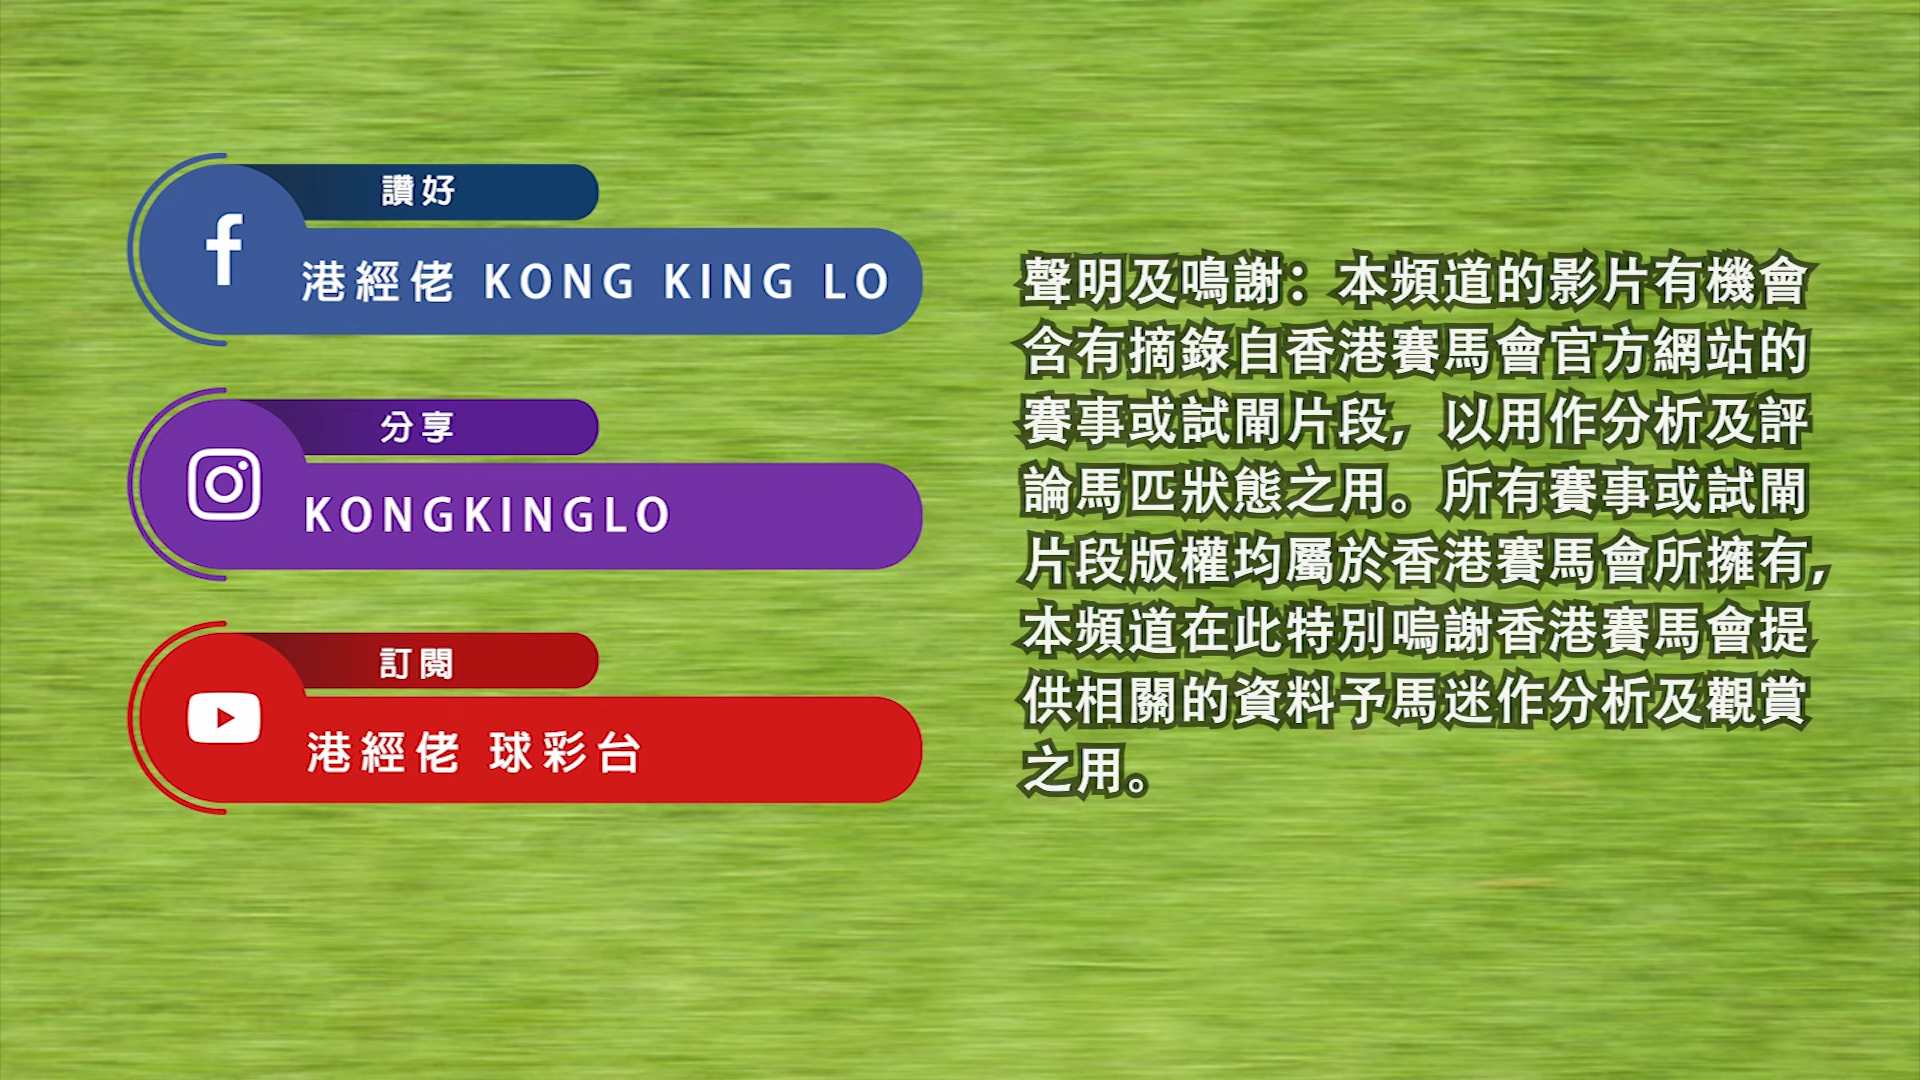 讚好
港經佬 KONG KING LO
分享
KONGKINGLO
訂閱
港經佬 球彩台
聲明及鳴謝：本頻道的影片有機會
含有摘錄自香港賽馬會官方網站的
賽事或試閘片段，以用作分析及評
論馬匹狀態之用。所有賽事或試閘
片段版權均屬於香港賽馬會所擁有，
本頻道在此特別嗚謝香港賽馬會提
供相關的資料予馬迷作分析及觀賞
之用。